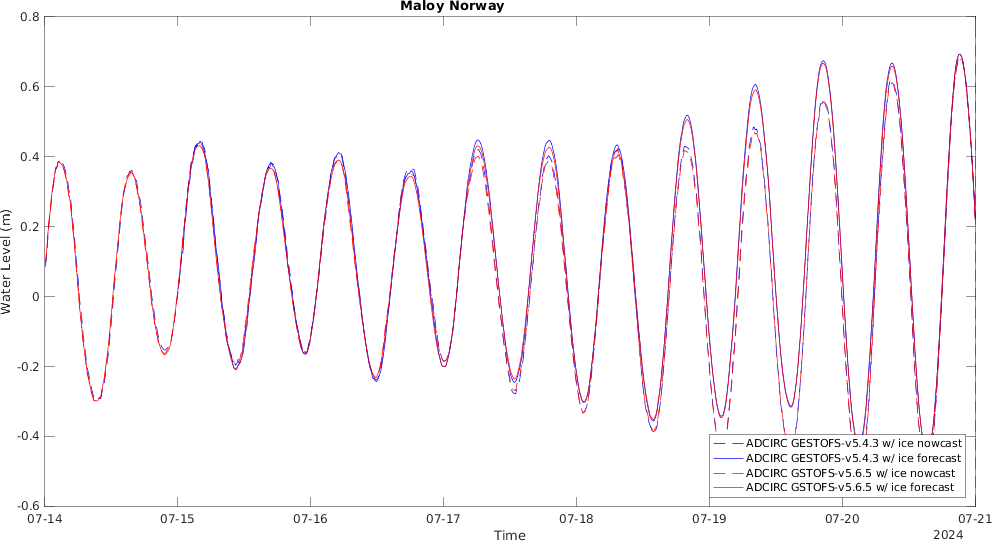 Maloy Norway
0.8
0.6
0.4
0.2
0
-0.2
-0.4
-0.6
Water Level (m)
ADCIRC GESTOFS-v5.4.3 w/ ice nowcast
ADCIRC GESTOFS-v5.4.3 w/ ice forecast
ADCIRC GSTOFS-v5.6.5 w/ ice nowcast
ADCIRC GSTOFS-v5.6.5 w/ ice forecast
07-14 07-15 07-16 07-17 07-18 07-19 07-20 07-21
Time
2024